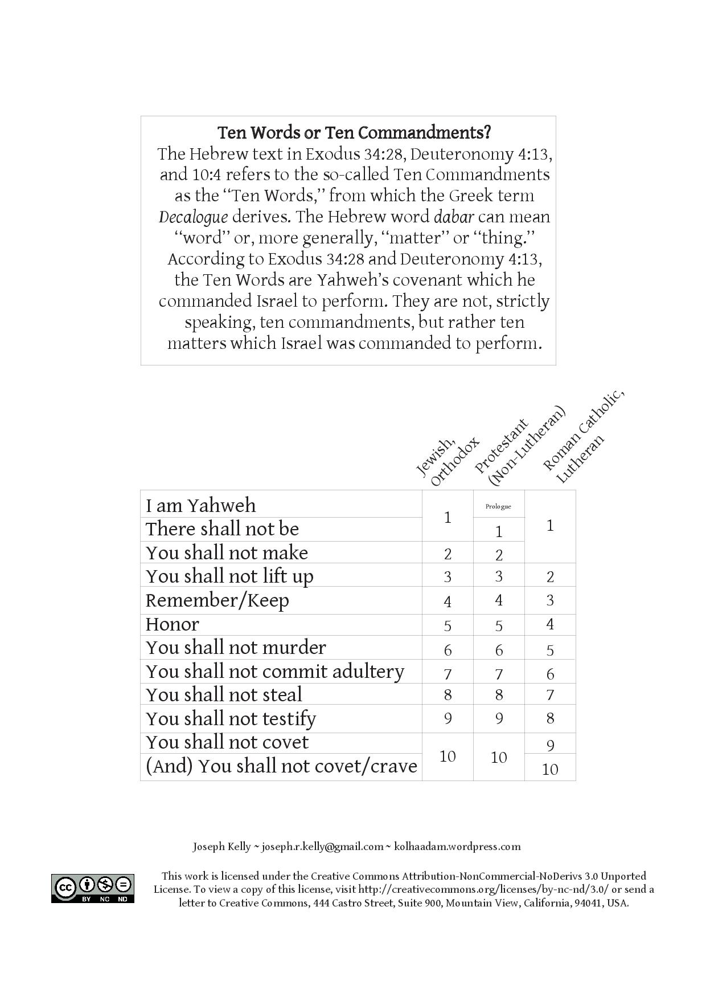 Ten Words or Ten Commandments?
The Hebrew text in Exodus 34:28, Deuteronomy 4:13,
and 10:4 refers to the so-called Ten Commandments
as the “Ten Words,” from which the Greek term
Decalogue derives. The Hebrew word dabar can mean
“word” or, more generally, “matter” or “thing.”
According to Exodus 34:28 and Deuteronomy 4:13,
the Ten Words are Yahweh’s covenant which he
commanded Israel to perform. They are not, strictly
speaking, ten commandments, but rather ten
matters which Israel was commanded to perform.
Jewish,
Orthodox
Protestant
(Non-Lutheran)
Roman Catholic,
Lutheran
I am Yahweh 1 Prologue 1
There shall not be 1
You shall not make 2 2
You shall not lift up 3 3 2
Remember/Keep 4 4 3
Honor 5 5 4
You shall not murder 6 6 5
You shall not commit adultery 7 7 6
You shall not steal 8 8 7
You shall not testify 9 9 8
You shall not covet 10 10 9
(And) You shall not covet/crave 10
Joseph Kelly ~ joseph.r.kelly@gmail.com ~ kolhaadam.wordpress.com
This work is licensed under the Creative Commons Attribution-NonCommercial-NoDerivs 3.0 Unported
License. To view a copy of this license, visit http://creativecommons.org/licenses/by-nc-nd/3.0/ or send a
letter to Creative Commons, 444 Castro Street, Suite 900, Mountain View, California, 94041, USA.
cc
BY NC ND